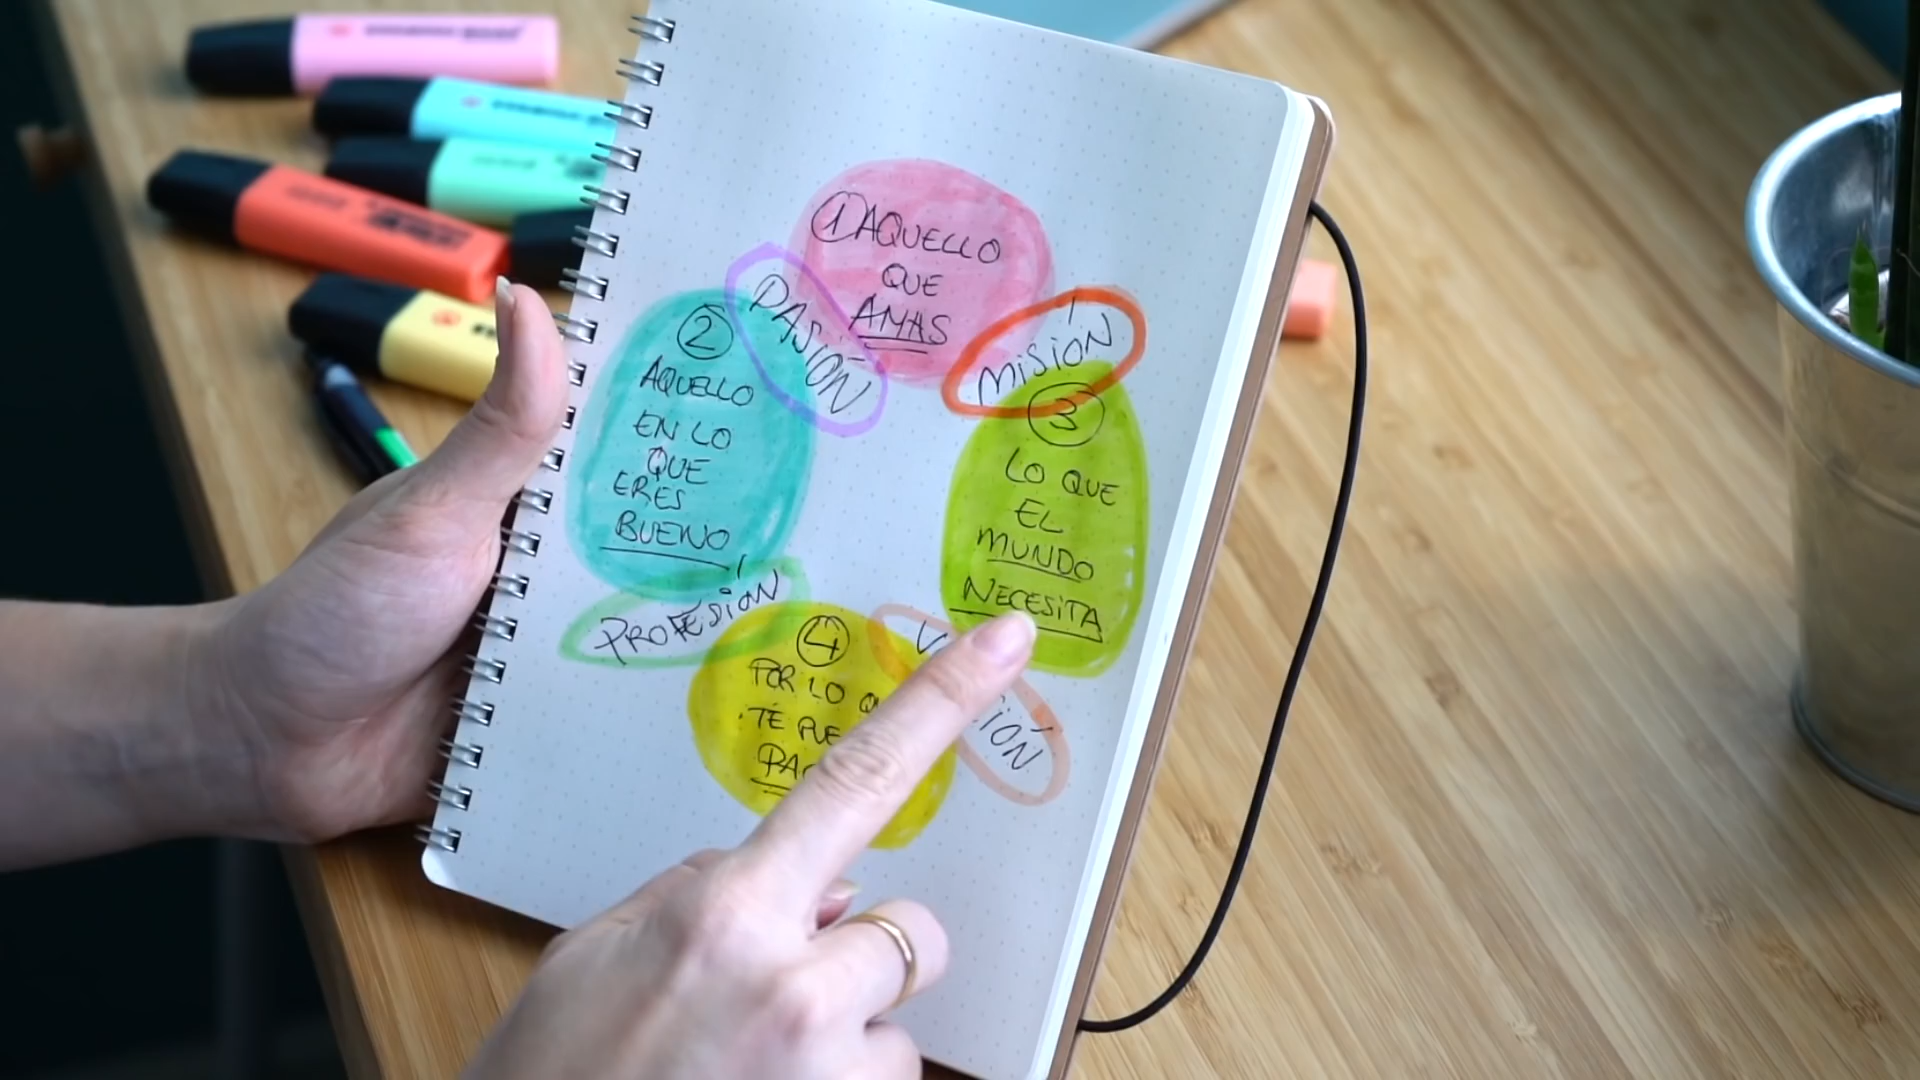 ① AQUELLO
QUE
AMAS
PASIÓN
MISIÓN
②
AQUELLO
EN LO
QUE
ERES
BUENO
③
LO QUE
EL
MUNDO
NECESITA
PROFESIÓN
④
POR LO
TE